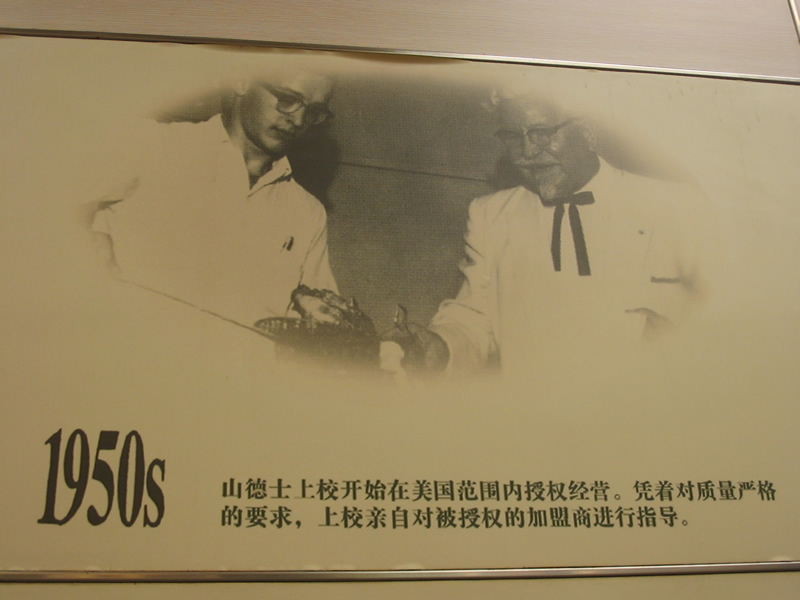 1950s
山德士上校开始在美国范围内授权经营。凭着对质量严格
的要求，上校亲自对被授权的加盟商进行指导。